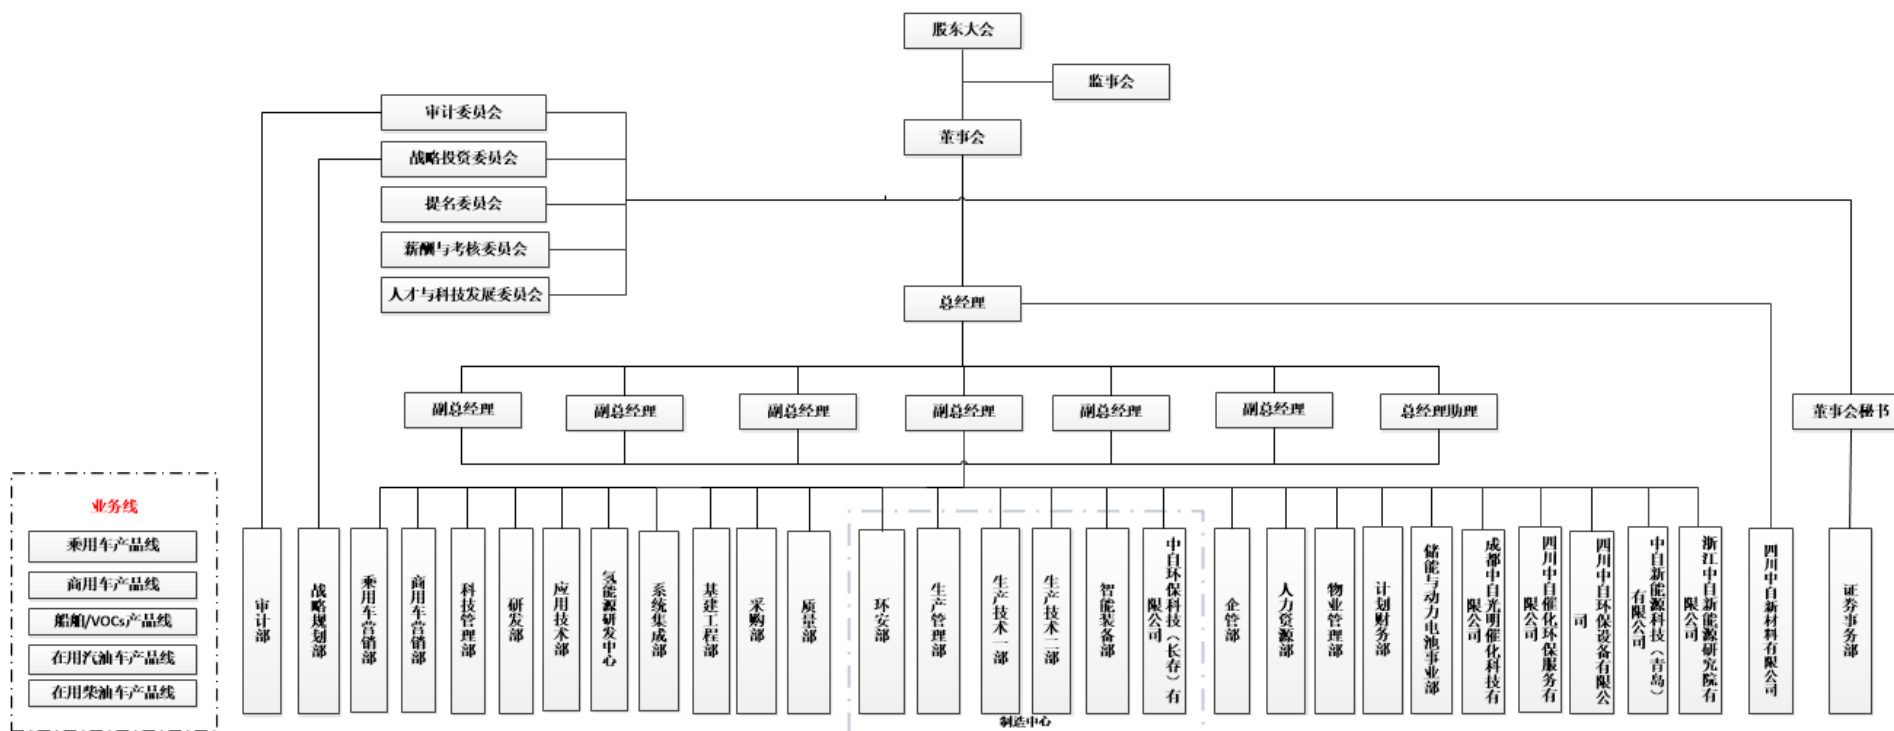 股东大会
监事会
审计委员会
董事会
战略投资委员会
提名委员会
薪酬与考核委员会
人才与科技发展委员会
总经理
副总经理
副总经理
副总经理
副总经理
副总经理
副总经理
总经理助理
董事会秘书
业务线
乘用车产品线
商用车产品线
船舶/VOCs产品线
在用汽油车产品线
在用柴油车产品线
审计部
战略规划部
乘用车营销部
商用车营销部
科技管理部
研发部
应用技术部
氢能源研发中心
系统集成部
基建工程部
采购部
质量部
环安部
生产管理部
生产技术一部
生产技术二部
智能装备部
中自环保科技（长春）有
限公司
企管部
人力资源部
物业管理部
计划财务部
储能与动力电池事业部
成都中自光明催化科技有
限公司
四川中自催化环保服务有
限公司
四川中自环保设备有限公
司
中自新能源科技（青岛）
有限公司
浙江中自新能源研究院有
限公司
四川中自新材料有限公司
证券事务部
制造中心